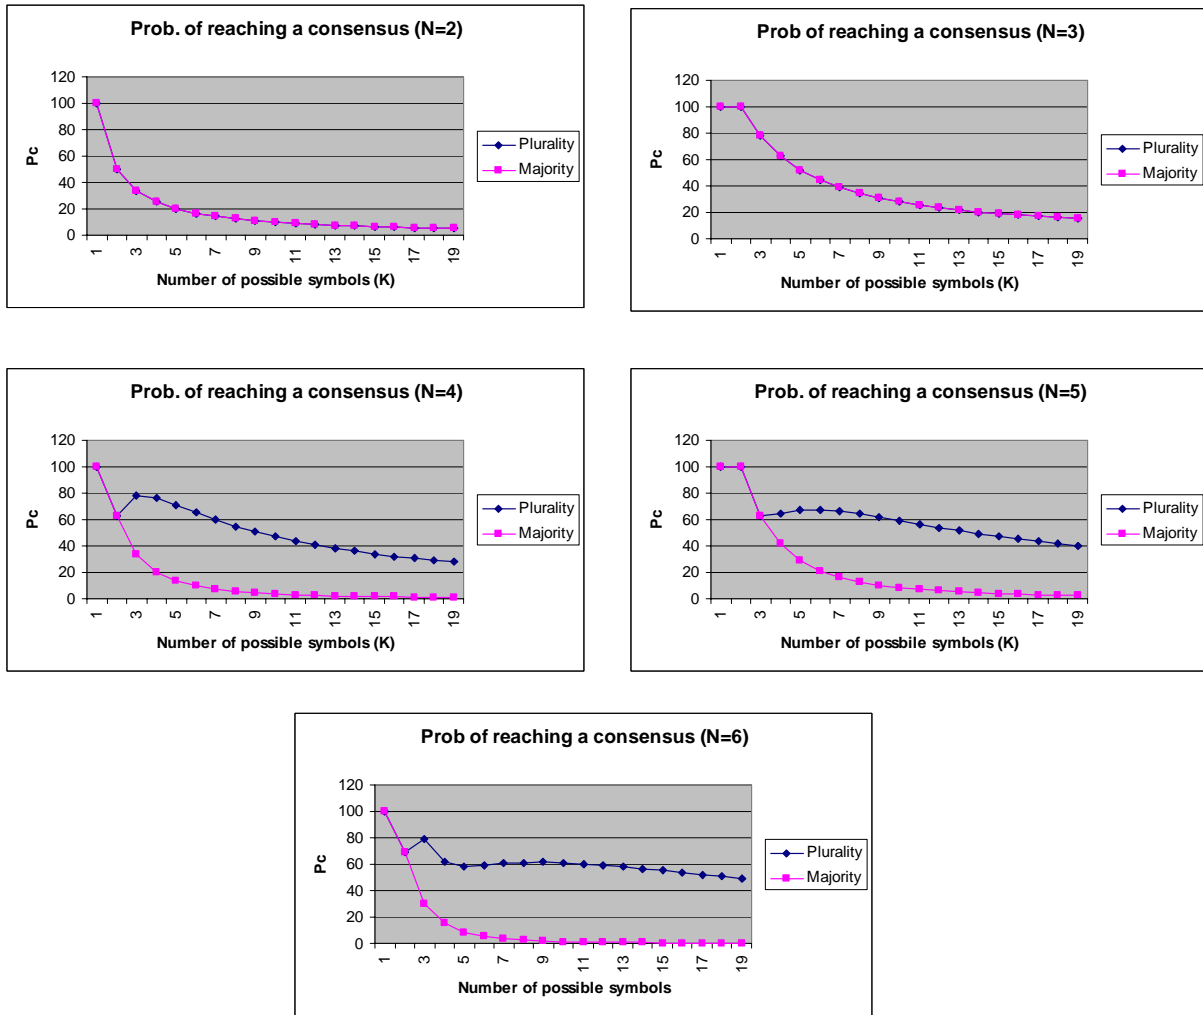 Prob. of reaching a consensus (N=2)
120
100
80
60
40
20
0
Pc
1 3 5 7 9 11 13 15 17 19
Number of possible symbols (K)
Plurality
Majority
Prob of reaching a consensus (N=3)
120
100
80
60
40
20
0
Pc
1 3 5 7 9 11 13 15 17 19
Number of possible symbols (K)
Plurality
Majority
Prob. of reaching a consensus (N=4)
120
100
80
60
40
20
0
Pc
1 3 5 7 9 11 13 15 17 19
Number of possible symbols (K)
Plurality
Majority
Prob. of reaching a consensus (N=5)
120
100
80
60
40
20
0
Pc
1 3 5 7 9 11 13 15 17 19
Number of possbile symbols (K)
Plurality
Majority
Prob of reaching a consensus (N=6)
120
100
80
60
40
20
0
Pc
1 3 5 7 9 11 13 15 17 19
Number of possible symbols
Plurality
Majority